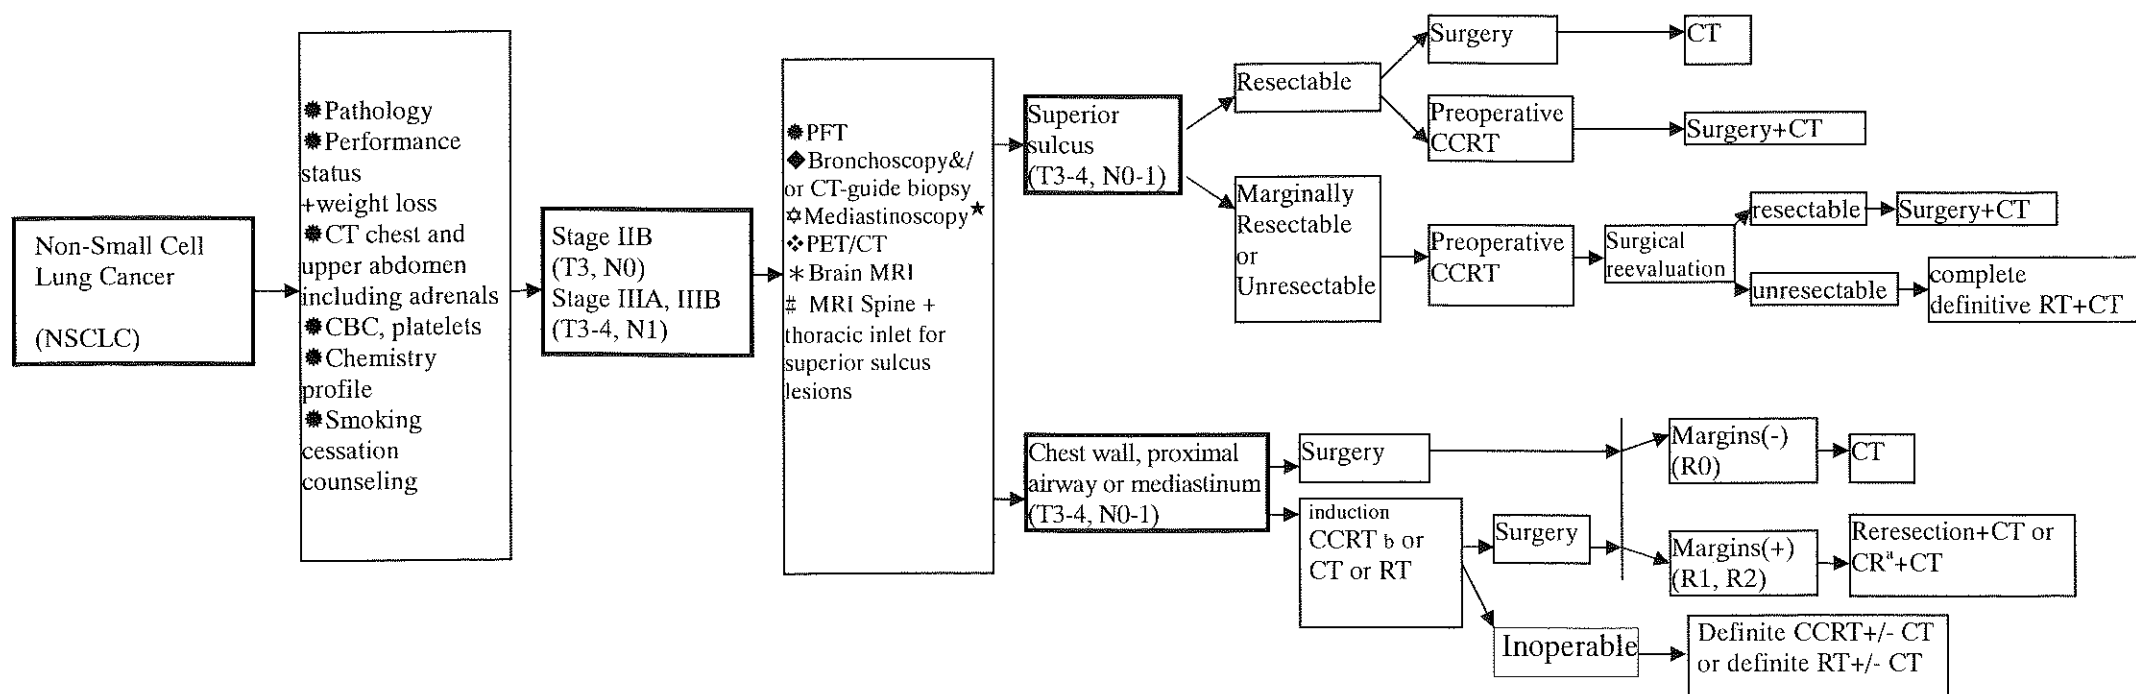 Non-Small Cell
Lung Cancer
(NSCLC)
✹Pathology
✹Performance
status
+weight loss
✹CT chest and
upper abdomen
including adrenals
✹CBC, platelets
✹Chemistry
profile
✹Smoking
cessation
counseling
Stage IIB
(T3, N0)
Stage IIIA, IIIB
(T3-4, N1)
✹PFT
◆Bronchoscopy&/
or CT-guide biopsy
✡Mediastinoscopy★
❖PET/CT
＊Brain MRI
# MRI Spine +
thoracic inlet for
superior sulcus
lesions
Superior
sulcus
(T3-4, N0-1)
Resectable
Surgery
CT
Preoperative
CCRT
Surgery+CT
Marginally
Resectable
or
Unresectable
Preoperative
CCRT
Surgical
reevaluation
resectable
Surgery+CT
unresectable
complete
definitive RT+CT
Chest wall, proximal
airway or mediastinum
(T3-4, N0-1)
Surgery
Margins(-)
(R0)
CT
induction
CCRT b or
CT or RT
Surgery
Margins(+)
(R1, R2)
Reresection+CT or
CRª+CT
Inoperable
Definite CCRT+/- CT
or definite RT+/- CT